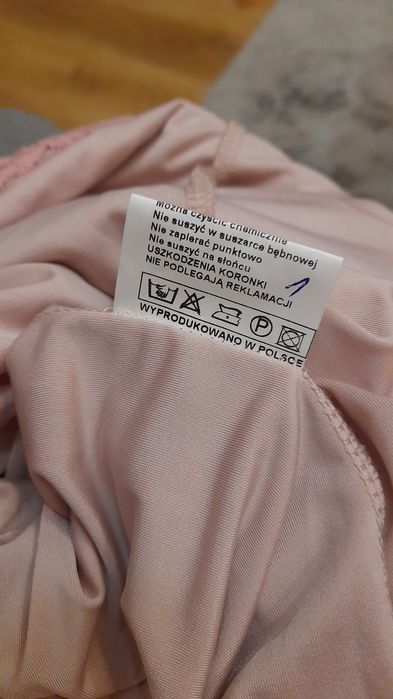 Można czyścić chemicznie
Nie suszyć w suszarce bębnowej
Nie zapierać punktowo
Nie suszyć na słońcu
USZKODZENIA KORONKI
NIE PODLEGAJĄ REKLAMACJI
1
P
WYPRODUKOWANO W POLSCE